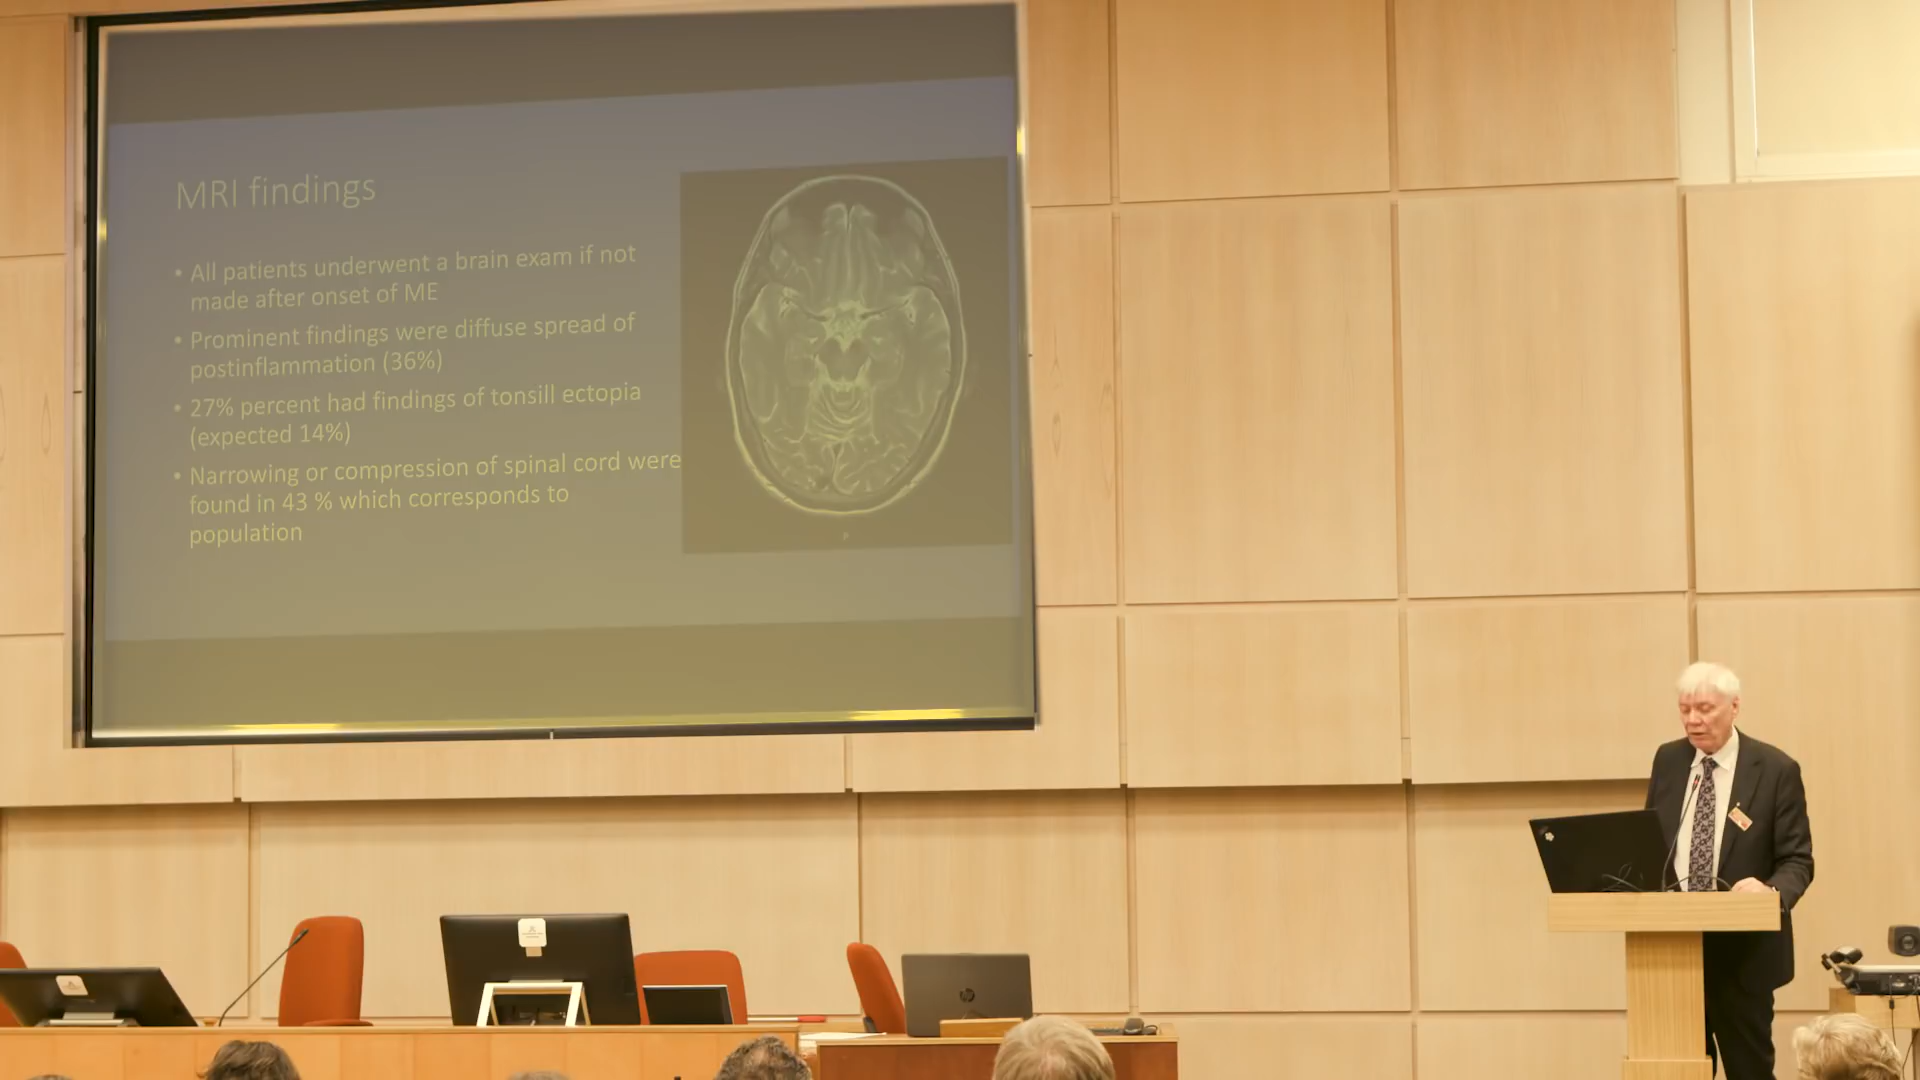 MRI findings
• All patients underwent a brain exam if not
made after onset of ME
• Prominent findings were diffuse spread of
postinflammation (36%)
• 27% percent had findings of tonsill ectopia
(expected 14%)
• Narrowing or compression of spinal cord were
found in 43 % which corresponds to
population
hp